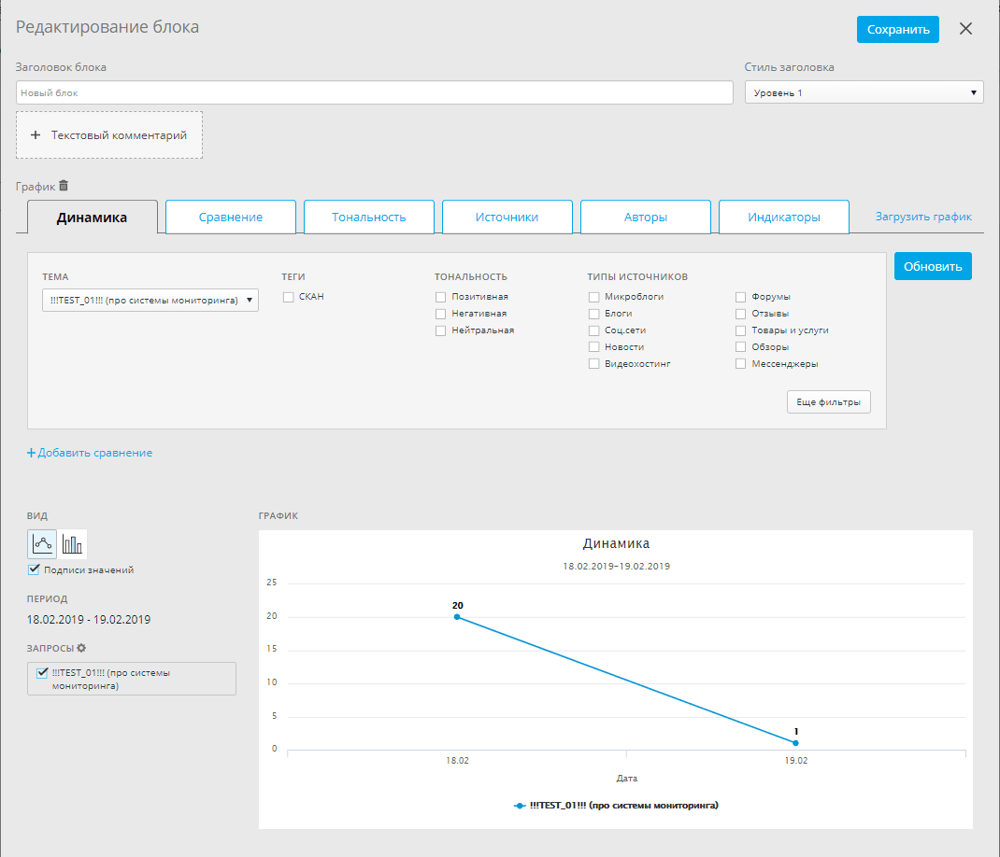 Редактирование блока
Сохранить
Заголовок блока
Стиль заголовка
Новый блок
Уровень 1
+ Текстовый комментарий
График
Динамика
Сравнение
Тональность
Источники
Авторы
Индикаторы
Загрузить график
Обновить
ТЕМА
!!!TEST_01!!! (про системы мониторинга)
ТЕГИ
СКАН
ТОНАЛЬНОСТЬ
Позитивная
Негативная
Нейтральная
ТИПЫ ИСТОЧНИКОВ
Микроблоги
Блоги
Соц.сети
Новости
Видеохостинг
Форумы
Отзывы
Товары и услуги
Обзоры
Мессенджеры
Еще фильтры
+ Добавить сравнение
ВИД
Подписи значений
ПЕРИОД
18.02.2019 - 19.02.2019
ЗАПРОСЫ
!!!TEST_01!!! (про системы
мониторинга)
ГРАФИК
Динамика
18.02.2019-19.02.2019
25
20
15
10
5
0
20
1
18.02
19.02
Дата
!!!TEST_01!!! (про системы мониторинга)